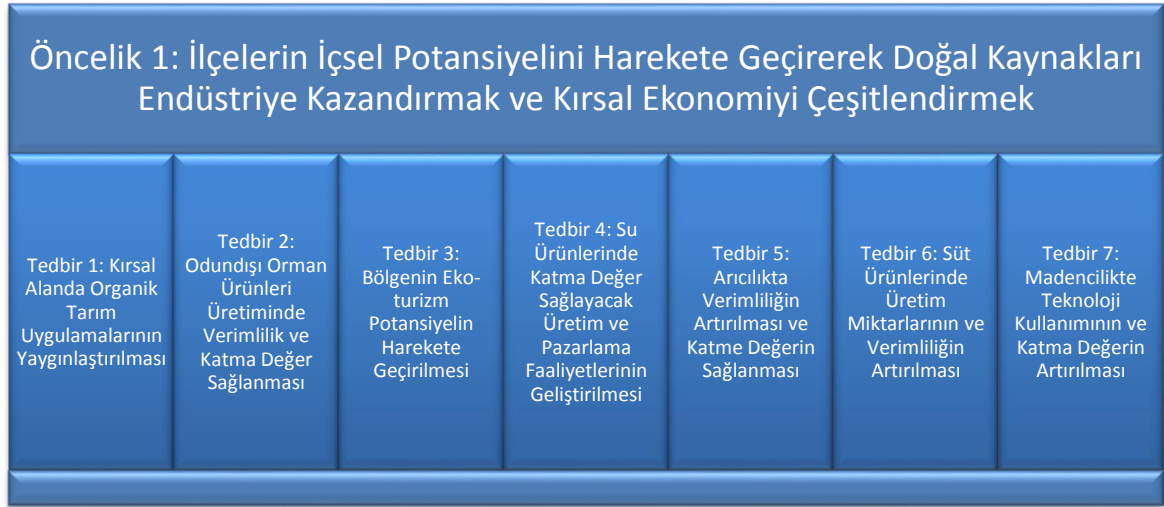 Öncelik 1: İlçelerin İçsel Potansiyelini Harekete Geçirerek Doğal Kaynakları
Endüstriye Kazandırmak ve Kırsal Ekonomiyi Çeşitlendirmek
Tedbir 1: Kırsal
Alanda Organik
Tarım
Uygulamalarının
Yaygınlaştırılması
Tedbir 2:
Odundışı Orman
Ürünleri
Üretiminde
Verimlilik ve
Katma Değer
Sağlanması
Tedbir 3:
Bölgenin Eko-
turizm
Potansiyelin
Harekete
Geçirilmesi
Tedbir 4: Su
Ürünlerinde
Katma Değer
Sağlayacak
Üretim ve
Pazarlama
Faaliyetlerinin
Geliştirilmesi
Tedbir 5:
Arıcılıkta
Verimliliğin
Artırılması ve
Katme Değerin
Sağlanması
Tedbir 6: Süt
Ürünlerinde
Üretim
Miktarlarının ve
Verimliliğin
Artırılması
Tedbir 7:
Madencilikte
Teknoloji
Kullanımının ve
Katma Değerin
Artırılması